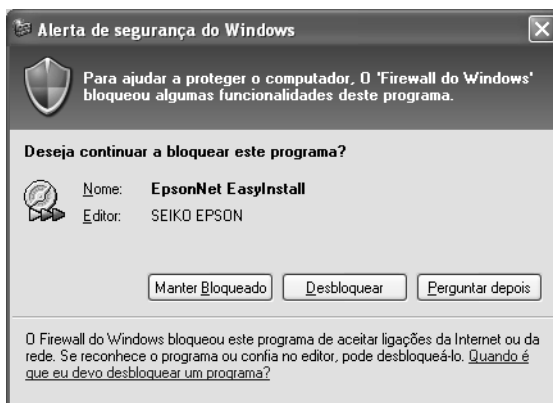 Alerta de segurança do Windows
Para ajudar a proteger o computador, O 'Firewall do Windows'
bloqueou algumas funcionalidades deste programa.
Deseja continuar a bloquear este programa?
Nome: EpsonNet EasyInstall
Editor: SEIKO EPSON
Manter Bloqueado Desbloquear Perguntar depois
O Firewall do Windows bloqueou este programa de aceitar ligações da Internet ou da
rede. Se reconhece o programa ou confia no editor, pode desbloqueá-lo. Quando é
que eu devo desbloquear um programa?